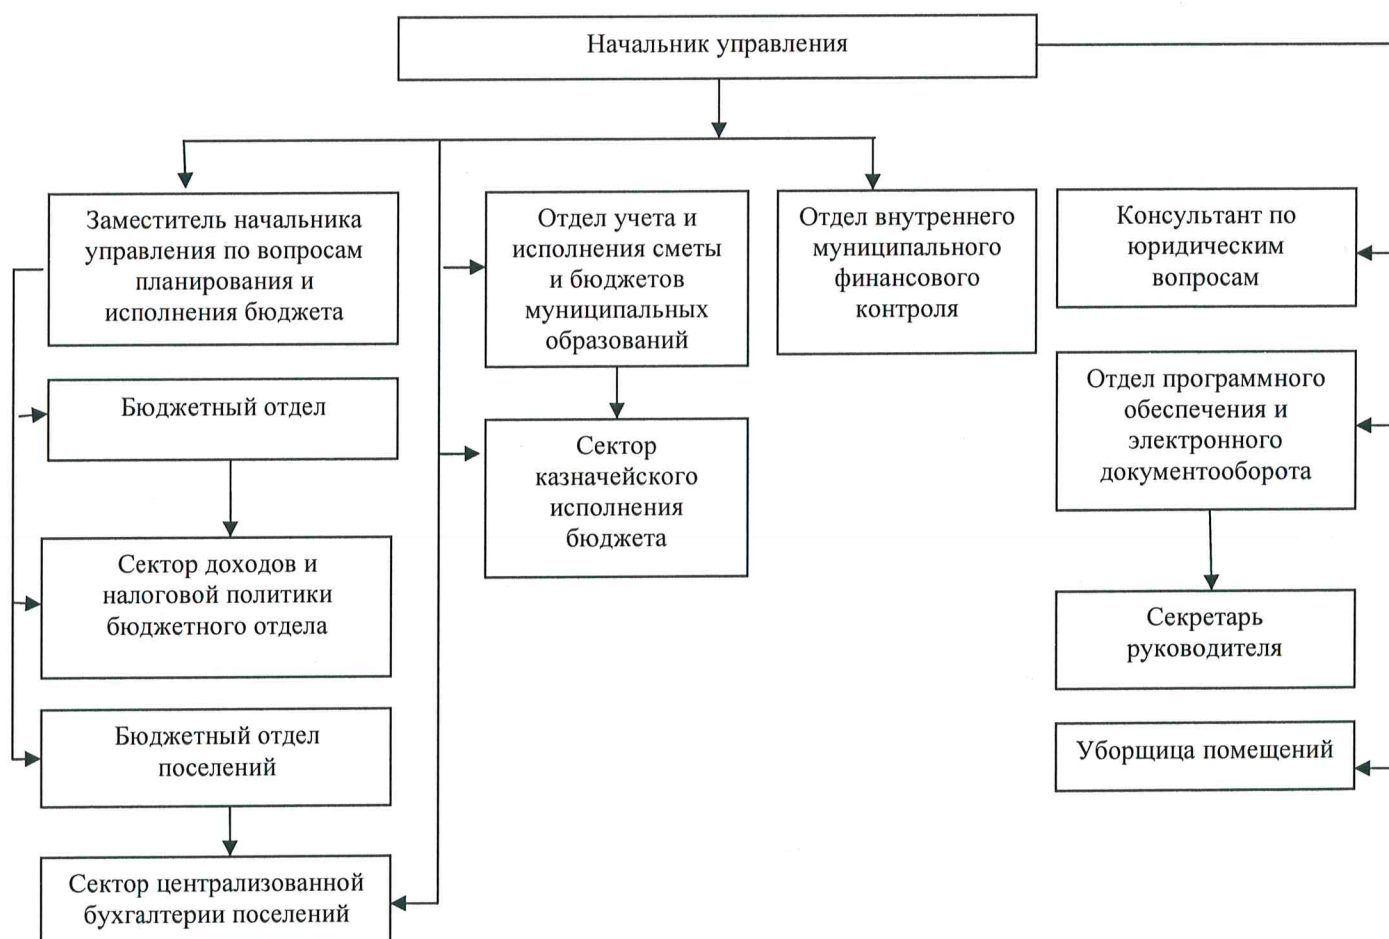 Начальник управления
Заместитель начальника
управления по вопросам
планирования и
исполнения бюджета
Бюджетный отдел
Сектор доходов и
налоговой политики
бюджетного отдела
Бюджетный отдел
поселений
Сектор централизованной
бухгалтерии поселений
Отдел учета и
исполнения сметы
и бюджетов
муниципальных
образований
Сектор
казначейского
исполнения
бюджета
Отдел внутреннего
муниципального
финансового
контроля
Консультант по
юридическим
вопросам
Отдел программного
обеспечения и
электронного
документооборота
Секретарь
руководителя
Уборщица помещений